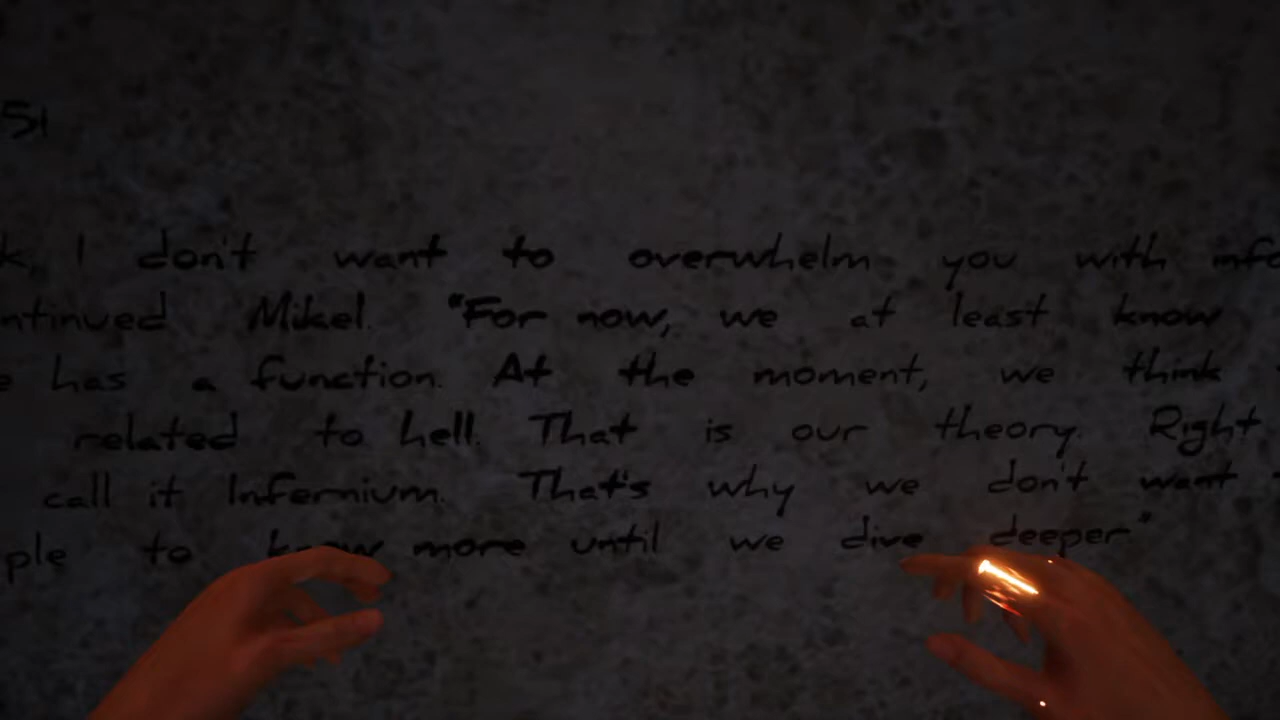 51
I don't want to overwhelm you with
Mikel. "For now, we at least know
has a function. At the moment, we think
related to hell. That is our theory. Right
call it Infernium. That's why we don't want
to know more until we dive deeper"